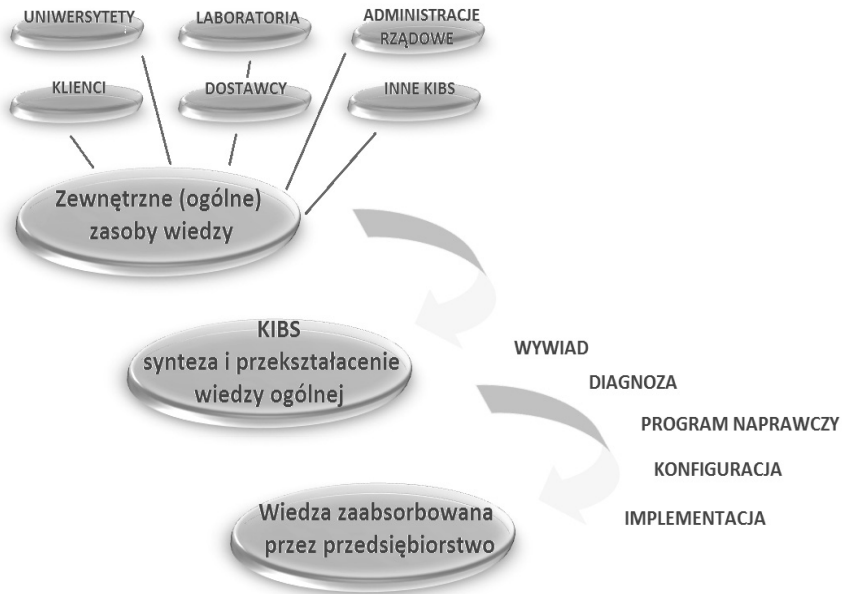 UNIWERSYTETY
LABORATORIA
ADMINISTRACJE
RZĄDOWE
KLIENCI
DOSTAWCY
INNE KIBS
Zewnętrzne (ogólne)
zasoby wiedzy
KIBS
synteza i przekształacenie
wiedzy ogólnej
WYWIAD
DIAGNOZA
PROGRAM NAPRAWCZY
KONFIGURACJA
IMPLEMENTACJA
Wiedza zaabsorbowana
przez przedsiębiorstwo